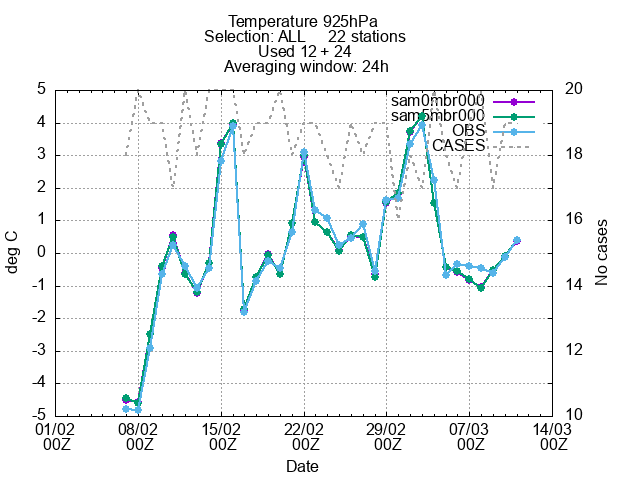 Temperature 925hPa
Selection: ALL 22 stations
Used 12 + 24
Averaging window: 24h
sam0mbr000
sam5mbr000
OBS
CASES
5
4
3
2
1
0
-1
-2
-3
-4
-5
20
18
16
14
12
10
deg C
No cases
01/02 08/02 15/02 22/02 29/02 07/03 14/03
00Z 00Z 00Z 00Z 00Z 00Z 00Z
Date